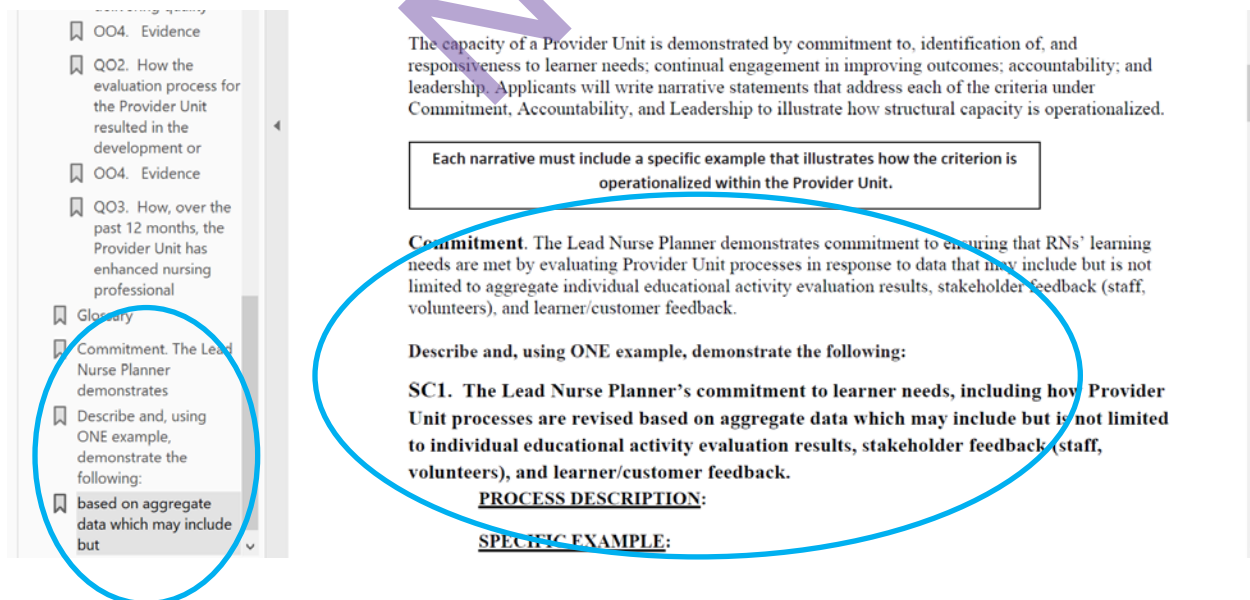 OO4. Evidence
QO2. How the
evaluation process for
the Provider Unit
resulted in the
development or
OO4. Evidence
QO3. How, over the
past 12 months, the
Provider Unit has
enhanced nursing
professional
Glossary
Commitment. The Lead
Nurse Planner
demonstrates
Describe and, using
ONE example,
demonstrate the
following:
based on aggregate
data which may include
but
The capacity of a Provider Unit is demonstrated by commitment to, identification of, and
responsiveness to learner needs; continual engagement in improving outcomes; accountability; and
leadership. Applicants will write narrative statements that address each of the criteria under
Commitment, Accountability, and Leadership to illustrate how structural capacity is operationalized.
Each narrative must include a specific example that illustrates how the criterion is
operationalized within the Provider Unit.
Commitment. The Lead Nurse Planner demonstrates commitment to ensuring that RNs’ learning
needs are met by evaluating Provider Unit processes in response to data that may include but is not
limited to aggregate individual educational activity evaluation results, stakeholder feedback (staff,
volunteers), and learner/customer feedback.
Describe and, using ONE example, demonstrate the following:
SC1. The Lead Nurse Planner’s commitment to learner needs, including how Provider
Unit processes are revised based on aggregate data which may include but is not limited
to individual educational activity evaluation results, stakeholder feedback (staff,
volunteers), and learner/customer feedback.
PROCESS DESCRIPTION:
SPECIFIC EXAMPLE: